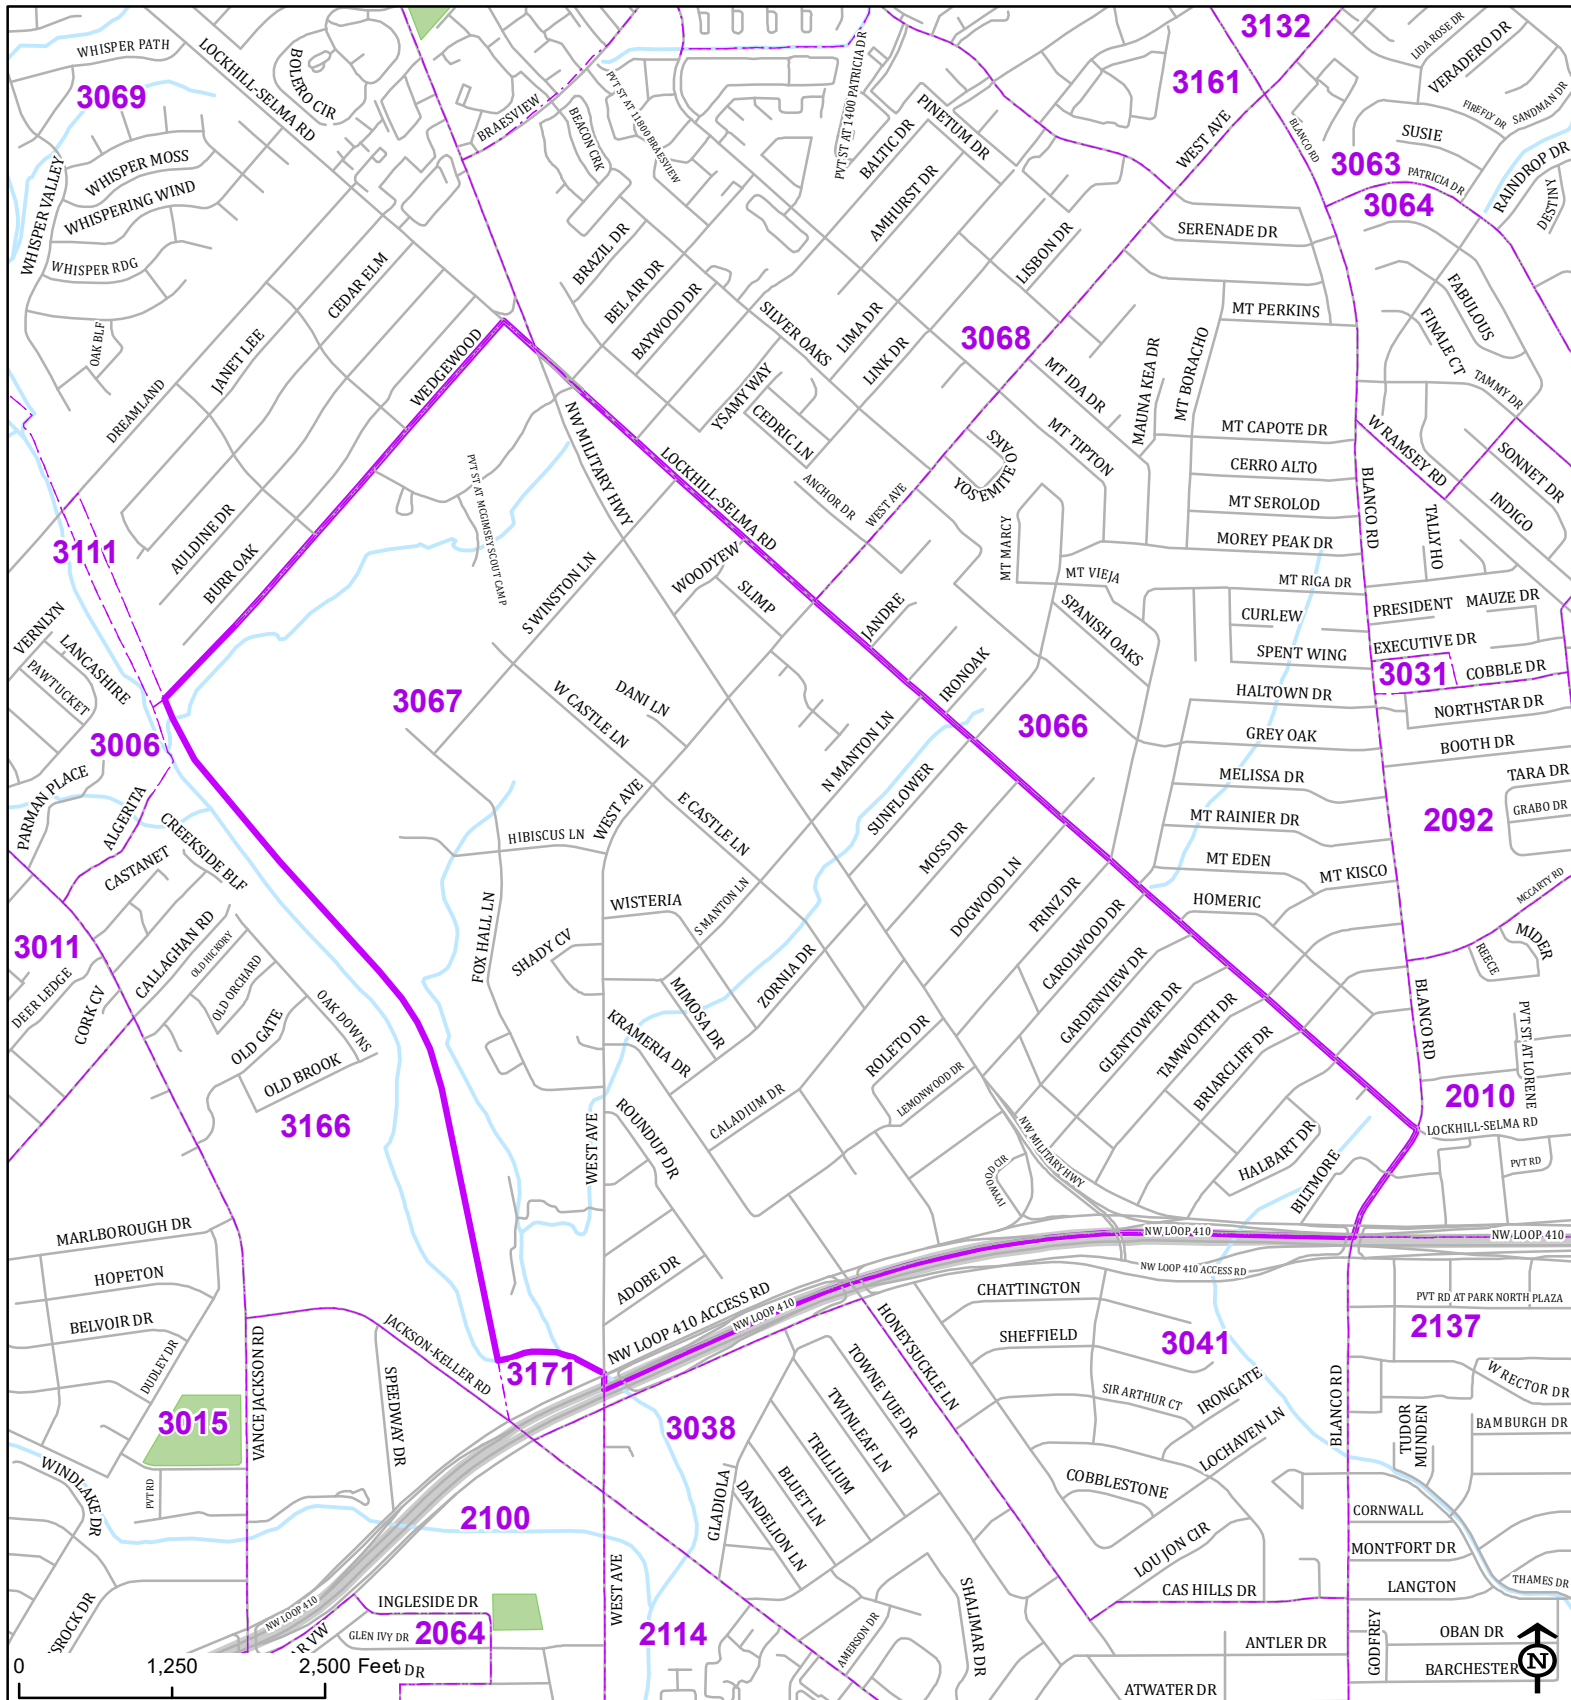 3132
WHISPER PATH
LOCKHILL-SELMA RD
BOLERO CIR
LIDA ROSE DR
VERADERO DR
3069
3161
BRAESVIEW
BEACON CRK
PVT ST AT 11800 BRAESVIEW
PVT ST AT 1400 PATRICIA DR
BALTIC DR
PINETUM DR
WEST AVE
BLANCO RD
FIREFLY DR
SANDMAN DR
SUSIE
WHISPER MOSS
WHISPERING WIND
WHISPER VALLEY
WHISPER RDG
AMHURST DR
3063
PATRICIA DR
3064
RAINDROP DR
DESTINY
SERENADE DR
CEDAR ELM
BRAZIL DR
BEL AIR DR
BAYWOOD DR
LISBON DR
FABULOUS
FINALE CT
OAK BLF
JANET LEE
WEDGEWOOD
SILVER OAKS
LIMA DR
LINK DR
3068
MT PERKINS
MT IDA DR
MAUNA KEA DR
MT BORACHO
TAMMY DR
DREAMLAND
NW MILITARY HWY
YSAMY WAY
CEDRIC LN
MT TIPTON
MT CAPOTE DR
W RAMSEY RD
SONNET DR
LOCKHILL-SELMA RD
ANCHOR DR
WEST AVE
YOSEMITE OAKS
CERRO ALTO
MT SEROLOD
BLANCO RD
INDIGO
PVT ST AT MCGIMSEY SCOUT CAMP
AULDINE DR
BURR OAK
3111
MT MARCY
MOREY PEAK DR
TALLY HO
WOODYEW
SLIMP
S WINSTON LN
MT VIEJA
MT RIGA DR
PRESIDENT
MAUZE DR
CURLEW
VERNLYN
LANCASHIRE
PAWTUCKET
JANDRE
SPANISH OAKS
SPENT WING
EXECUTIVE DR
3031
COBBLE DR
3067
DANI LN
W CASTLE LN
IRONOAK
HALTOWN DR
NORTHSTAR DR
3006
N MANTON LN
3066
GREY OAK
BOOTH DR
MELISSA DR
TARA DR
PARMAN PLACE
ALGERITA
CREEKSIDE BLF
HIBISCUS LN
WEST AVE
E CASTLE LN
SUNFLOWER
MT RAINIER DR
GRABO DR
2092
CASTANET
MOSS DR
MT EDEN
MT KISCO
MCCARTY RD
FOX HALL LN
WISTERIA
S MANTON LN
DOGWOOD LN
PRINZ DR
HOMERIC
3011
DEER LEDGE
CORK CV
CALLAGHAN RD
OLD HICKORY
OLD ORCHARD
SHADY CV
MIMOSA DR
ZORNIA DR
CAROLWOOD DR
REECE
MIDER
OAK DOWNS
OLD GATE
OLD BROOK
KRAMERIA DR
ROLETO DR
GARDENVIEW DR
GLENTOWER DR
TAMWORTH DR
BRIARCLIFF DR
BLANCO RD
PVT ST AT LORENE
3166
WEST AVE
ROUNDUP DR
CALADIUM DR
LEMONWOOD DR
NW MILITARY HWY
2010
LOCKHILL-SELMA RD
HALBART DR
BILTMORE
PVT RD
IVYWOOD CIR
MARLBOROUGH DR
NW LOOP 410
NW LOOP 410
HOPETON
ADOBE DR
NW LOOP 410 ACCESS RD
NW LOOP 410 ACCESS RD
NW LOOP 410
BELVOIR DR
DUDLEY DR
VANCE JACKSON RD
JACKSON-KELLER RD
SPEEDWAY DR
3171
HONEYSUCKLE LN
CHATTINGTON
SHEFFIELD
PVT RD AT PARK NORTH PLAZA
2137
3041
TOWNE VUE DR
TWINLEAF LN
TRILLIUM
BLUET LN
DANDELION LN
GLADIOLA
SIR ARTHUR CT
IRONGATE
LOCHAVEN LN
BLANCO RD
W RECTOR DR
TUDOR
MUNDEN
BAMBURGH DR
3015
3038
WINDLAKE DR
PVT RD
COBBLESTONE
CORNWALL
2100
LOU JON CIR
MONTFORT DR
WEST AVE
CAS HILLS DR
LANGTON
THAMES DR
SROCK DR
NW LOOP 410
AR VW
INGLESIDE DR
GLEN IVY DR
2064
2114
AMERSON DR
SHALIMAR DR
ANTLER DR
GODFREY
OBAN DR
BARCHESTER
N
0
1,250
2,500 Feet
DR
ATWATER DR